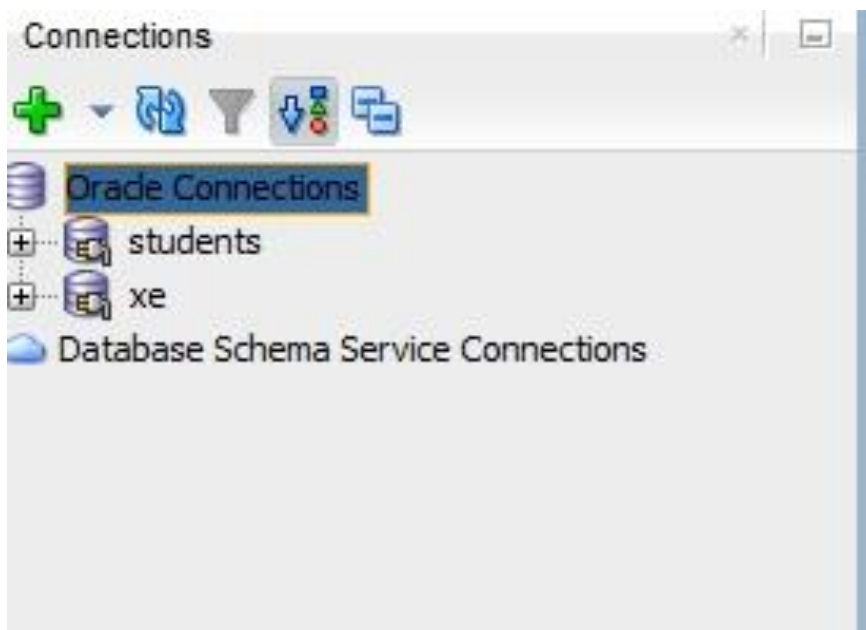 Connections
Oracle Connections
students
xe
Database Schema Service Connections